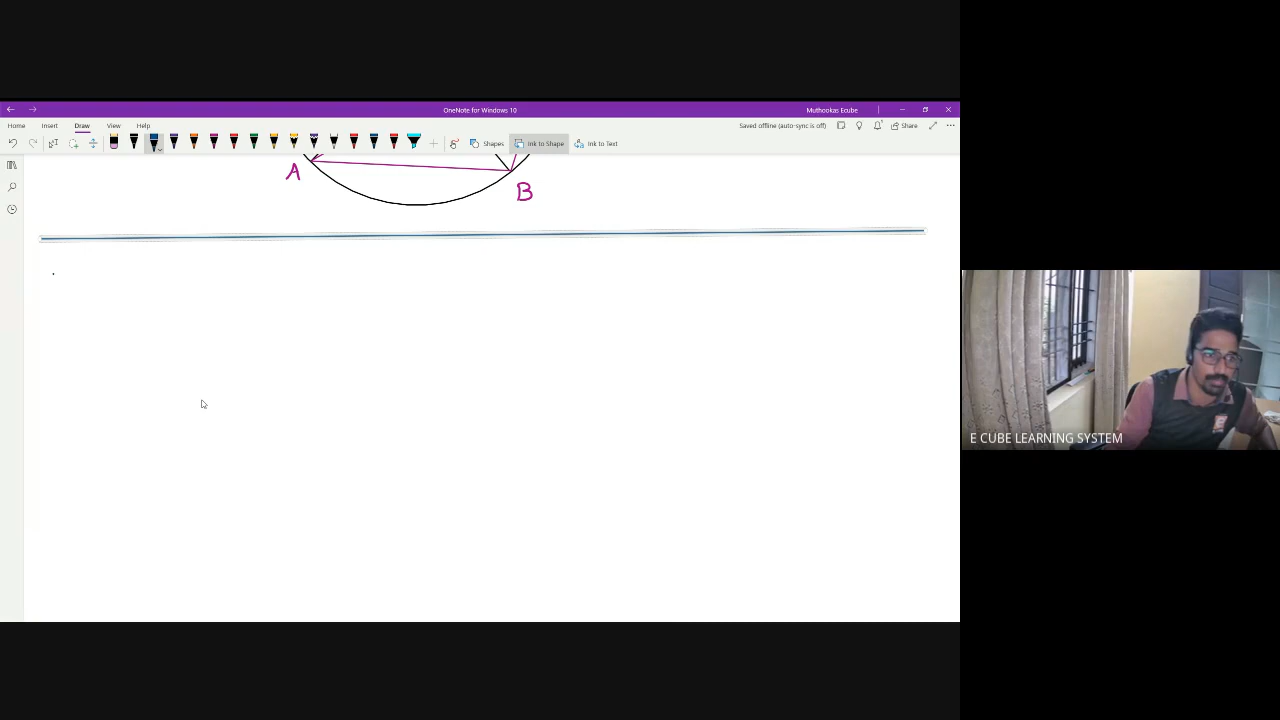 OneNote for Windows 10
Muthookas Ecube
Home Insert Draw View Help
Saved offline (auto-sync is off)
Share
Shapes
Ink to Shape
Ink to Text
A
B
E CUBE LEARNING SYSTEM